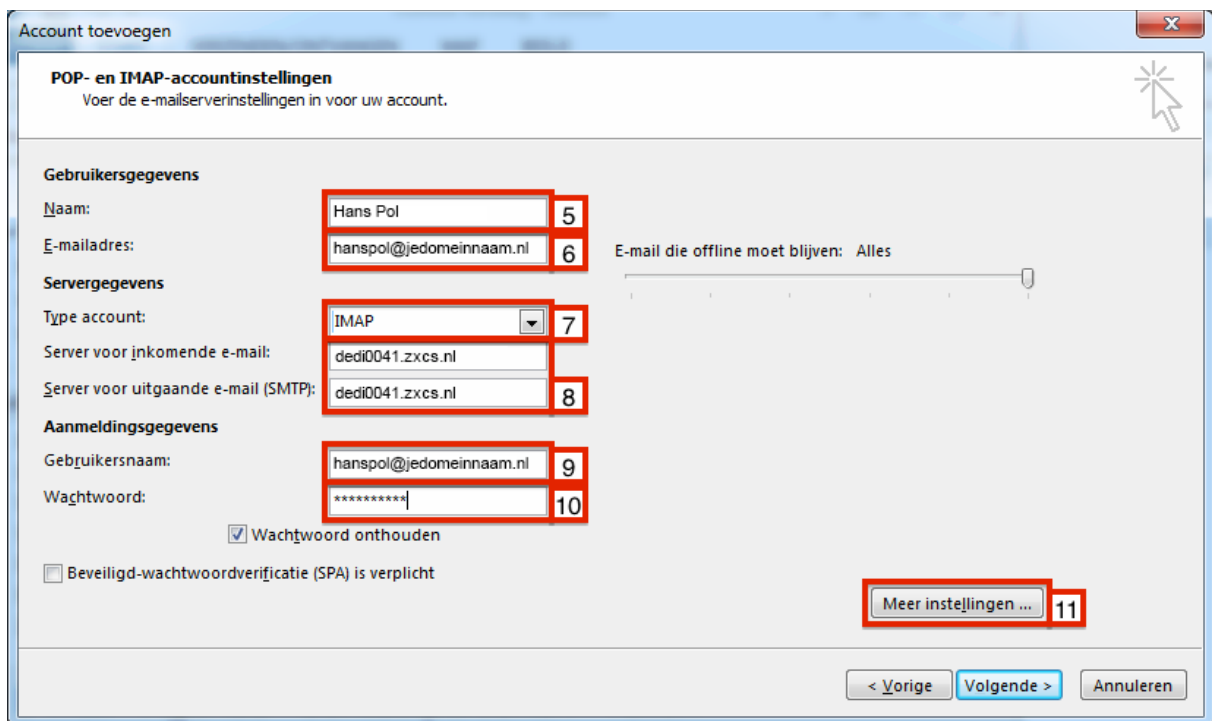 Account toevoegen
POP- en IMAP-accountinstellingen
Voer de e-mailserverinstellingen in voor uw account.
Gebruikersgegevens
Naam: Hans Pol 5
E-mailadres: hanspol@jedomeinnaam.nl 6 E-mail die offline moet blijven: Alles
Servergegevens
Type account: IMAP 7
Server voor inkomende e-mail: dedi0041.zxcs.nl
Server voor uitgaande e-mail (SMTP): dedi0041.zxcs.nl 8
Aanmeldingsgegevens
Gebruikersnaam: hanspol@jedomeinnaam.nl 9
Wachtwoord: ********** 10
Wachtwoord onthouden
Beveiligd-wachtwoordverificatie (SPA) is verplicht
Meer instellingen ... 11
< Vorige Volgende > Annuleren